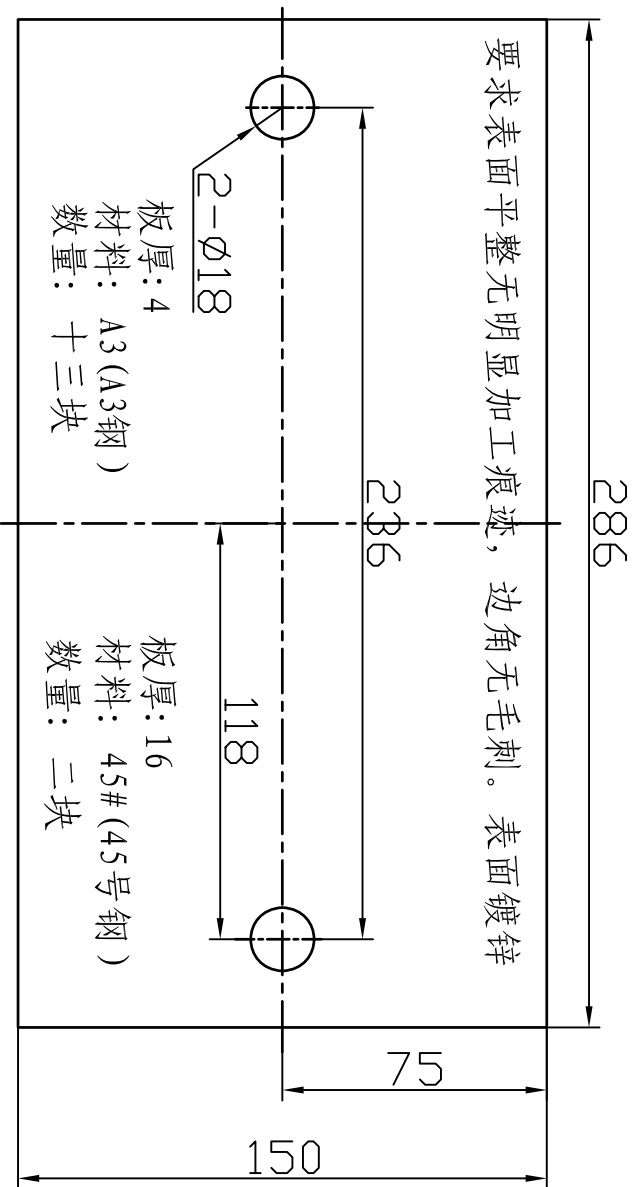 286
要求表面平整无明显加工痕迹，边角无毛刺。表面镀锌
236
2-ø18
118
75
150
板厚:4
材料: A3(A3钢)
数量: 十三块
板厚:16
材料: 45#(45号钢)
数量: 二块